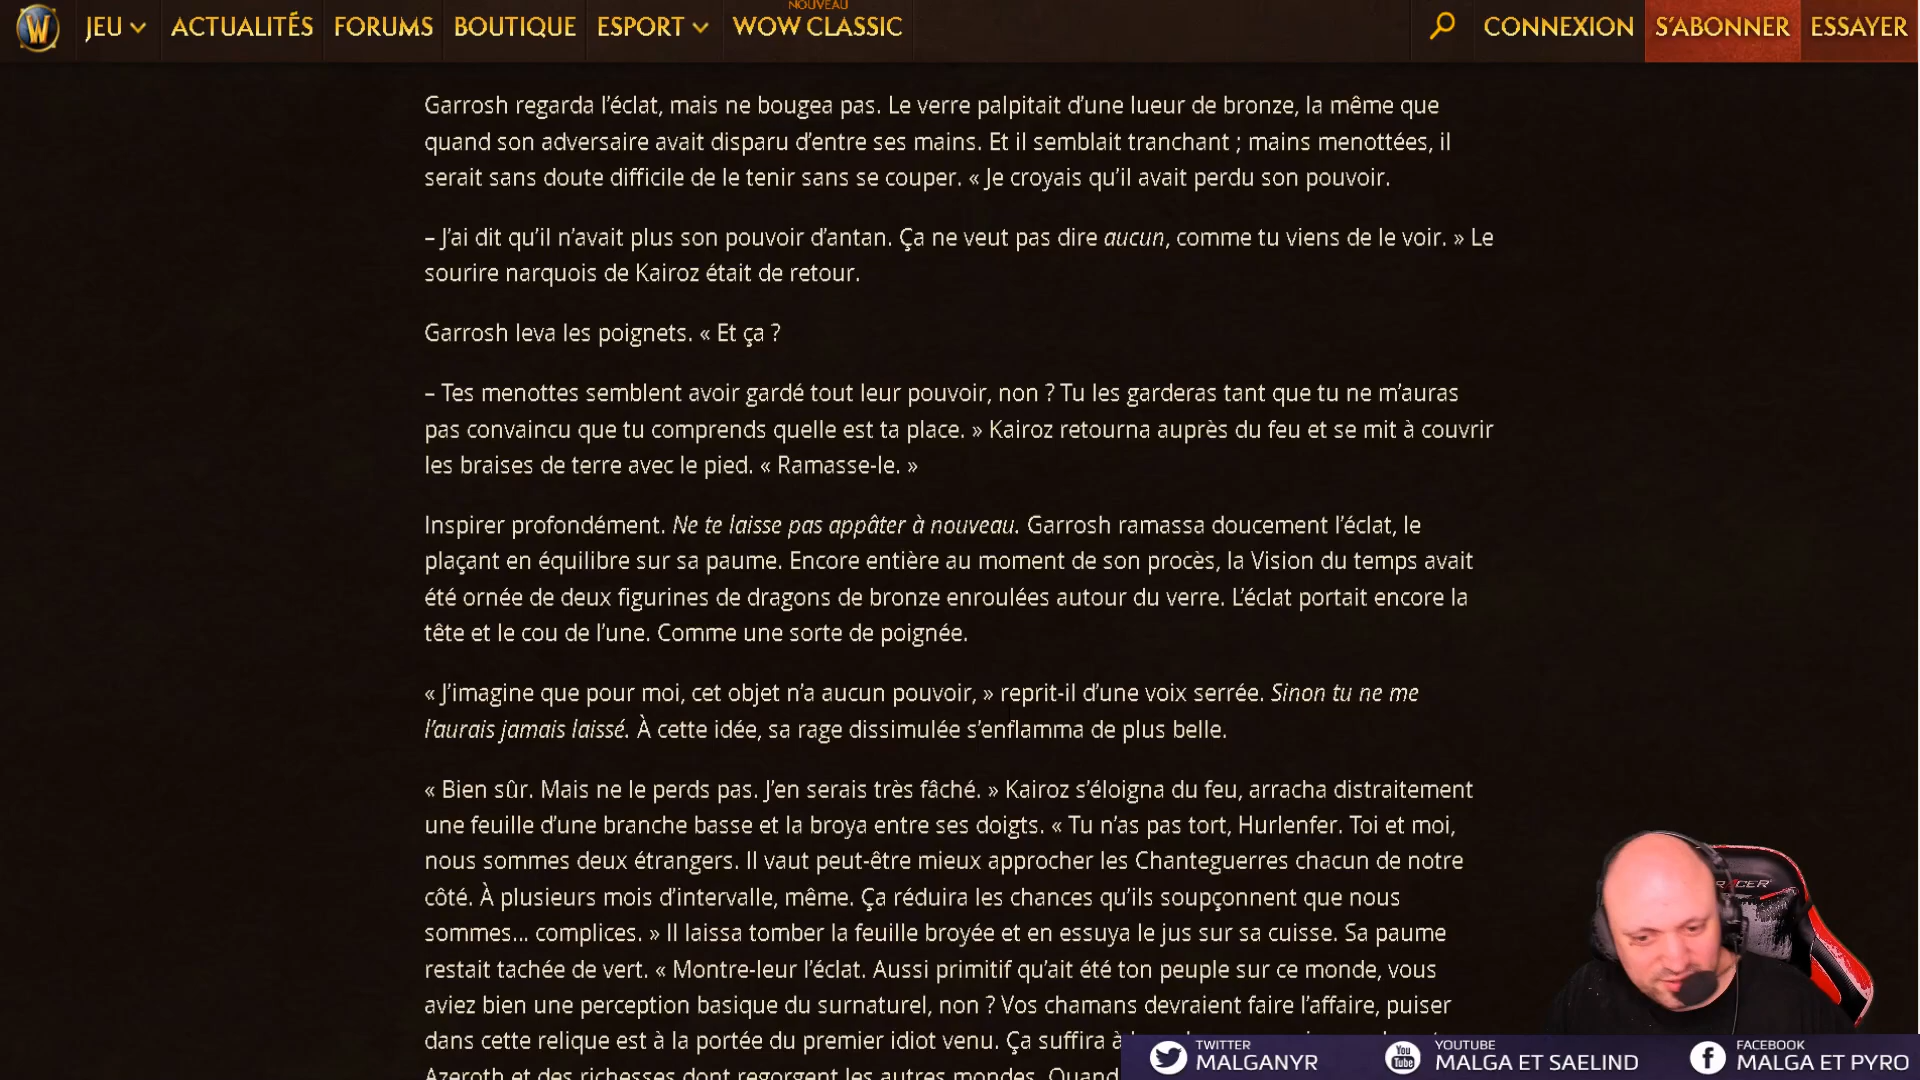 NOUVEAU
JEU ACTUALITÉS FORUMS BOUTIQUE ESPORT WOW CLASSIC CONNEXION S'ABONNER ESSAYER
Garrosh regarda l’éclat, mais ne bougea pas. Le verre palpitait d’une lueur de bronze, la même que
quand son adversaire avait disparu d’entre ses mains. Et il semblait tranchant ; mains menottées, il
serait sans doute difficile de le tenir sans se couper. « Je croyais qu’il avait perdu son pouvoir.
– J’ai dit qu’il n’avait plus son pouvoir d’antan. Ça ne veut pas dire aucun, comme tu viens de le voir. » Le
sourire narquois de Kairoz était de retour.
Garrosh leva les poignets. « Et ça ?
– Tes menottes semblent avoir gardé tout leur pouvoir, non ? Tu les garderas tant que tu ne m’auras
pas convaincu que tu comprends quelle est ta place. » Kairoz retourna auprès du feu et se mit à couvrir
les braises de terre avec le pied. « Ramasse-le. »
Inspirer profondément. Ne te laisse pas appâter à nouveau. Garrosh ramassa doucement l’éclat, le
plaçant en équilibre sur sa paume. Encore entière au moment de son procès, la Vision du temps avait
été ornée de deux figurines de dragons de bronze enroulées autour du verre. L’éclat portait encore la
tête et le cou de l’une. Comme une sorte de poignée.
« J’imagine que pour moi, cet objet n’a aucun pouvoir, » reprit-il d’une voix serrée. Sinon tu ne me
l’aurais jamais laissé. À cette idée, sa rage dissimulée s’enflamma de plus belle.
« Bien sûr. Mais ne le perds pas. J’en serais très fâché. » Kairoz s’éloigna du feu, arracha distraitement
une feuille d’une branche basse et la broya entre ses doigts. « Tu n’as pas tort, Hurlenfer. Toi et moi,
nous sommes deux étrangers. Il vaut peut-être mieux approcher les Chanteguerres chacun de notre
côté. À plusieurs mois d’intervalle, même. Ça réduira les chances qu’ils soupçonnent que nous
sommes… complices. » Il laissa tomber la feuille broyée et en essuya le jus sur sa cuisse. Sa paume
restait tachée de vert. « Montre-leur l’éclat. Aussi primitif qu’ait été ton peuple sur ce monde, vous
aviez bien une perception basique du surnaturel, non ? Vos chamans devraient faire l’affaire, puiser
dans cette relique est à la portée du premier idiot venu. Ça suffira à
Azeroth et des richesses dont regorgent les autres mondes. Quand
TWITTER
MALGANYR
YOUTUBE
MALGA ET SAELIND
FACEBOOK
MALGA ET PYRO